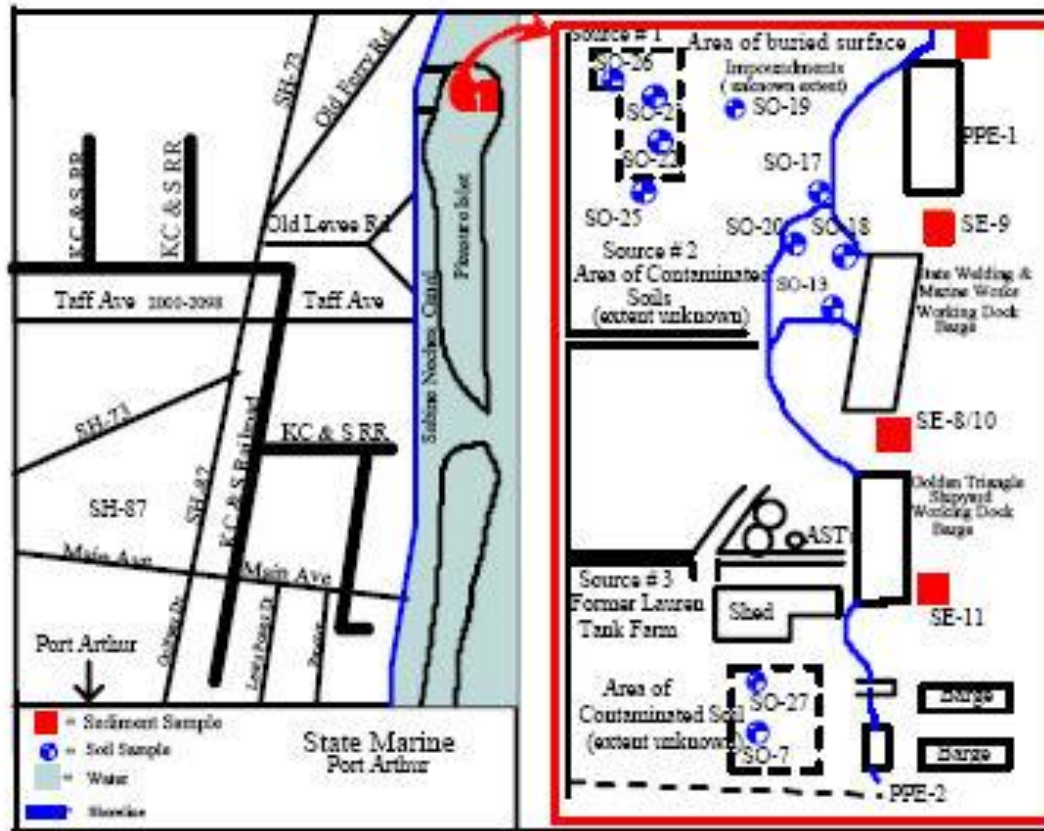 SH-73
Old Ferry Rd
KC & S RR
KC & S RR
Old Levee Rd
Taff Ave
2000-2098
Taff Ave
Pleasure Islet
Sabine Neches Canal
SH-73
SH-87
SH-87
KC & S Railroad
KC & S RR
Main Ave
Main Ave
Port Arthur
= Sediment Sample
= Soil Sample
= Water
= Shoreline
State Marine
Port Arthur
1
Source # 1
SO-26
SO-2
SO-22
SO-25
Area of buried surface
Impoundments
( unknown extent)
SO-19
SO-17
PPE-1
SE-9
SO-20
SO-18
Source # 2
Area of Contaminated
Soils
(extent unknown)
SO-13
State Welding &
Marine Works
Working Dock
Barge
SE-8/10
Golden Triangle
Shipyard
Working Dock
Barge
AST
Source # 3
Former Lauren
Tank Farm
Shed
SE-11
Area of
Contaminated Soil
(extent unknown)
SO-27
SO-7
Barge
Barge
PPE-2